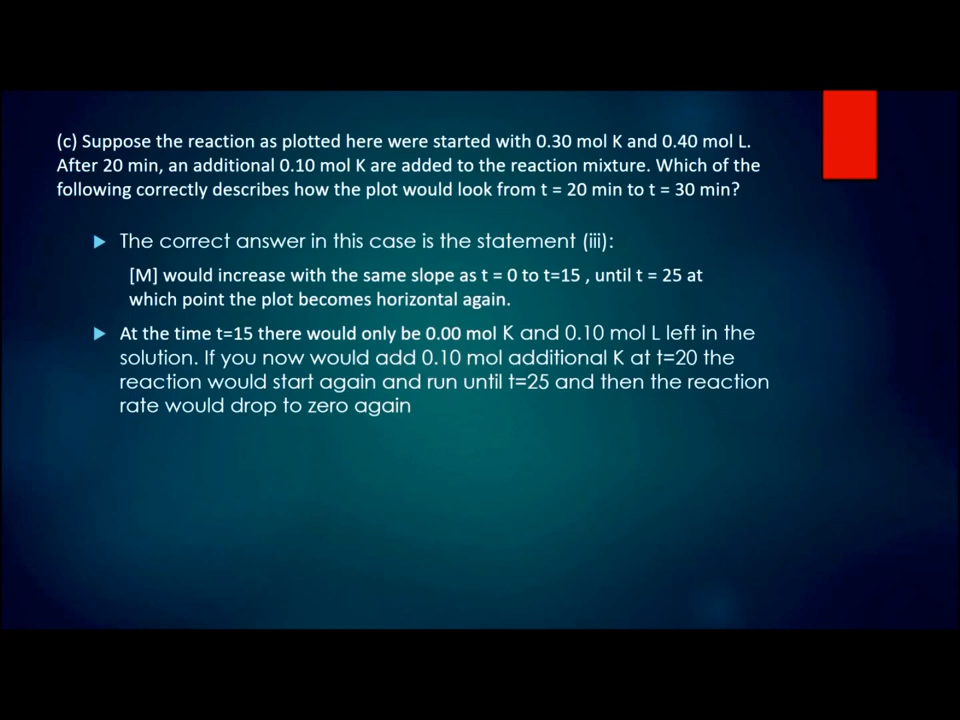 (c) Suppose the reaction as plotted here were started with 0.30 mol K and 0.40 mol L.
After 20 min, an additional 0.10 mol K are added to the reaction mixture. Which of the
following correctly describes how the plot would look from t = 20 min to t = 30 min?
The correct answer in this case is the statement (iii):
[M] would increase with the same slope as t = 0 to t=15 , until t = 25 at
which point the plot becomes horizontal again.
At the time t=15 there would only be 0.00 mol K and 0.10 mol L left in the
solution. If you now would add 0.10 mol additional K at t=20 the
reaction would start again and run until t=25 and then the reaction
rate would drop to zero again